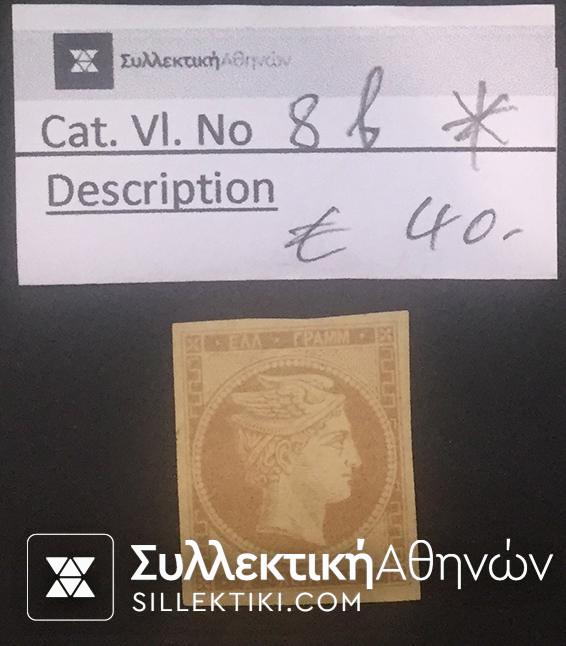 ΣυλλεκτικήΑθηνών
Cat. Vl. No 8 b *
Description
€ 40.-
ΕΛΛ • ΓΡΑΜΜ
ΣυλλεκτικήΑθηνών
SILLEKTIKI.COM